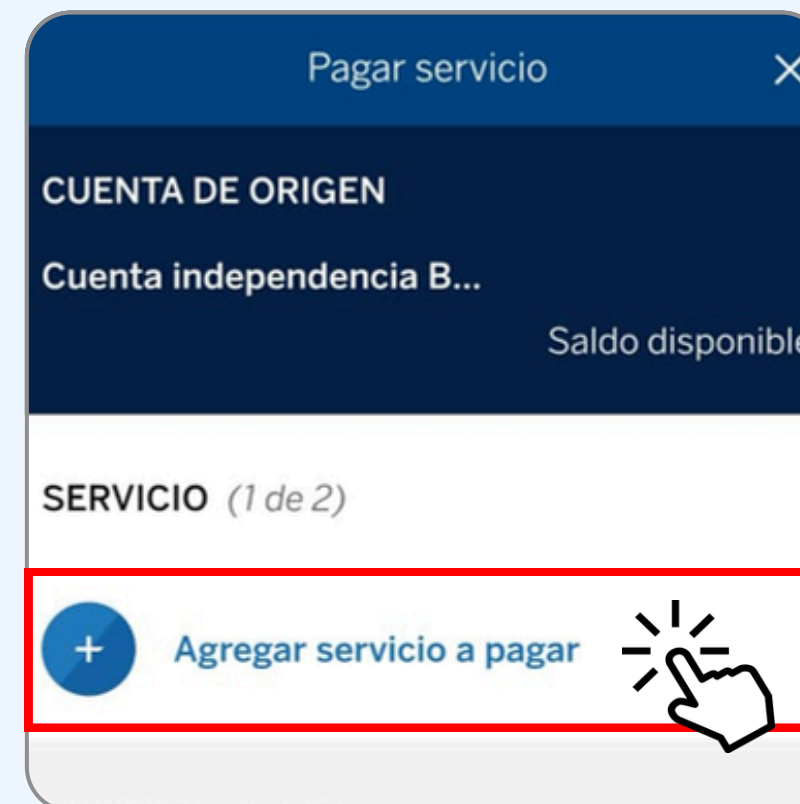 Pagar servicio
CUENTA DE ORIGEN
Cuenta independencia B...
Saldo disponible
SERVICIO (1 de 2)
+ Agregar servicio a pagar